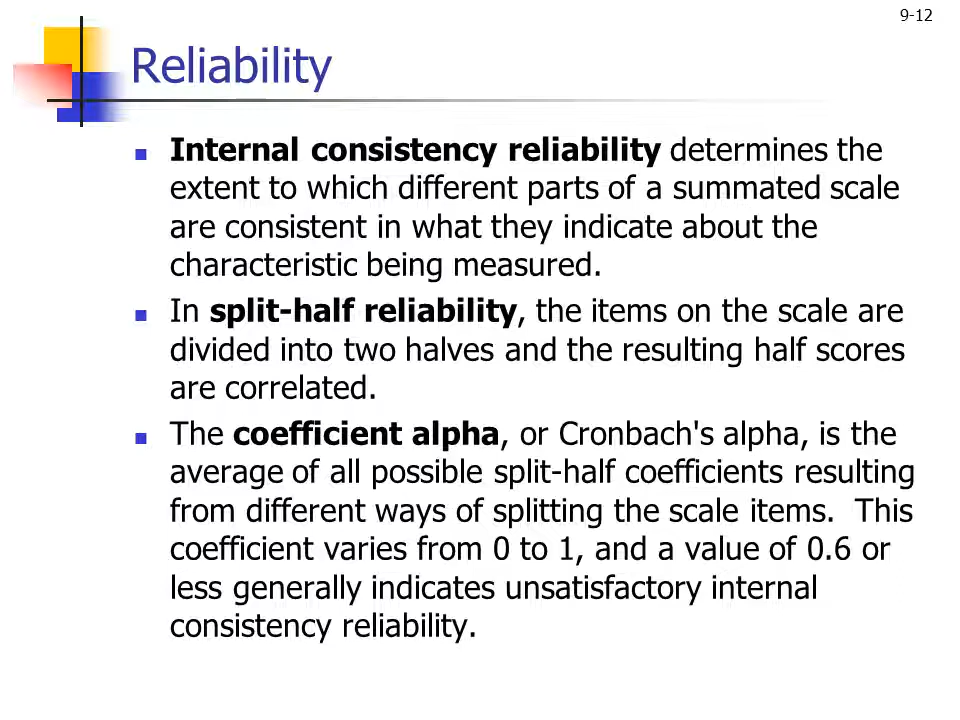 9-12
Reliability
Internal consistency reliability determines the
extent to which different parts of a summated scale
are consistent in what they indicate about the
characteristic being measured.
In split-half reliability, the items on the scale are
divided into two halves and the resulting half scores
are correlated.
The coefficient alpha, or Cronbach's alpha, is the
average of all possible split-half coefficients resulting
from different ways of splitting the scale items.  This
coefficient varies from 0 to 1, and a value of 0.6 or
less generally indicates unsatisfactory internal
consistency reliability.